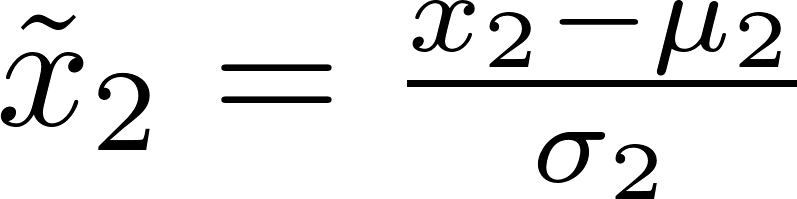 x̃₂ = (x₂ − μ₂) / σ₂